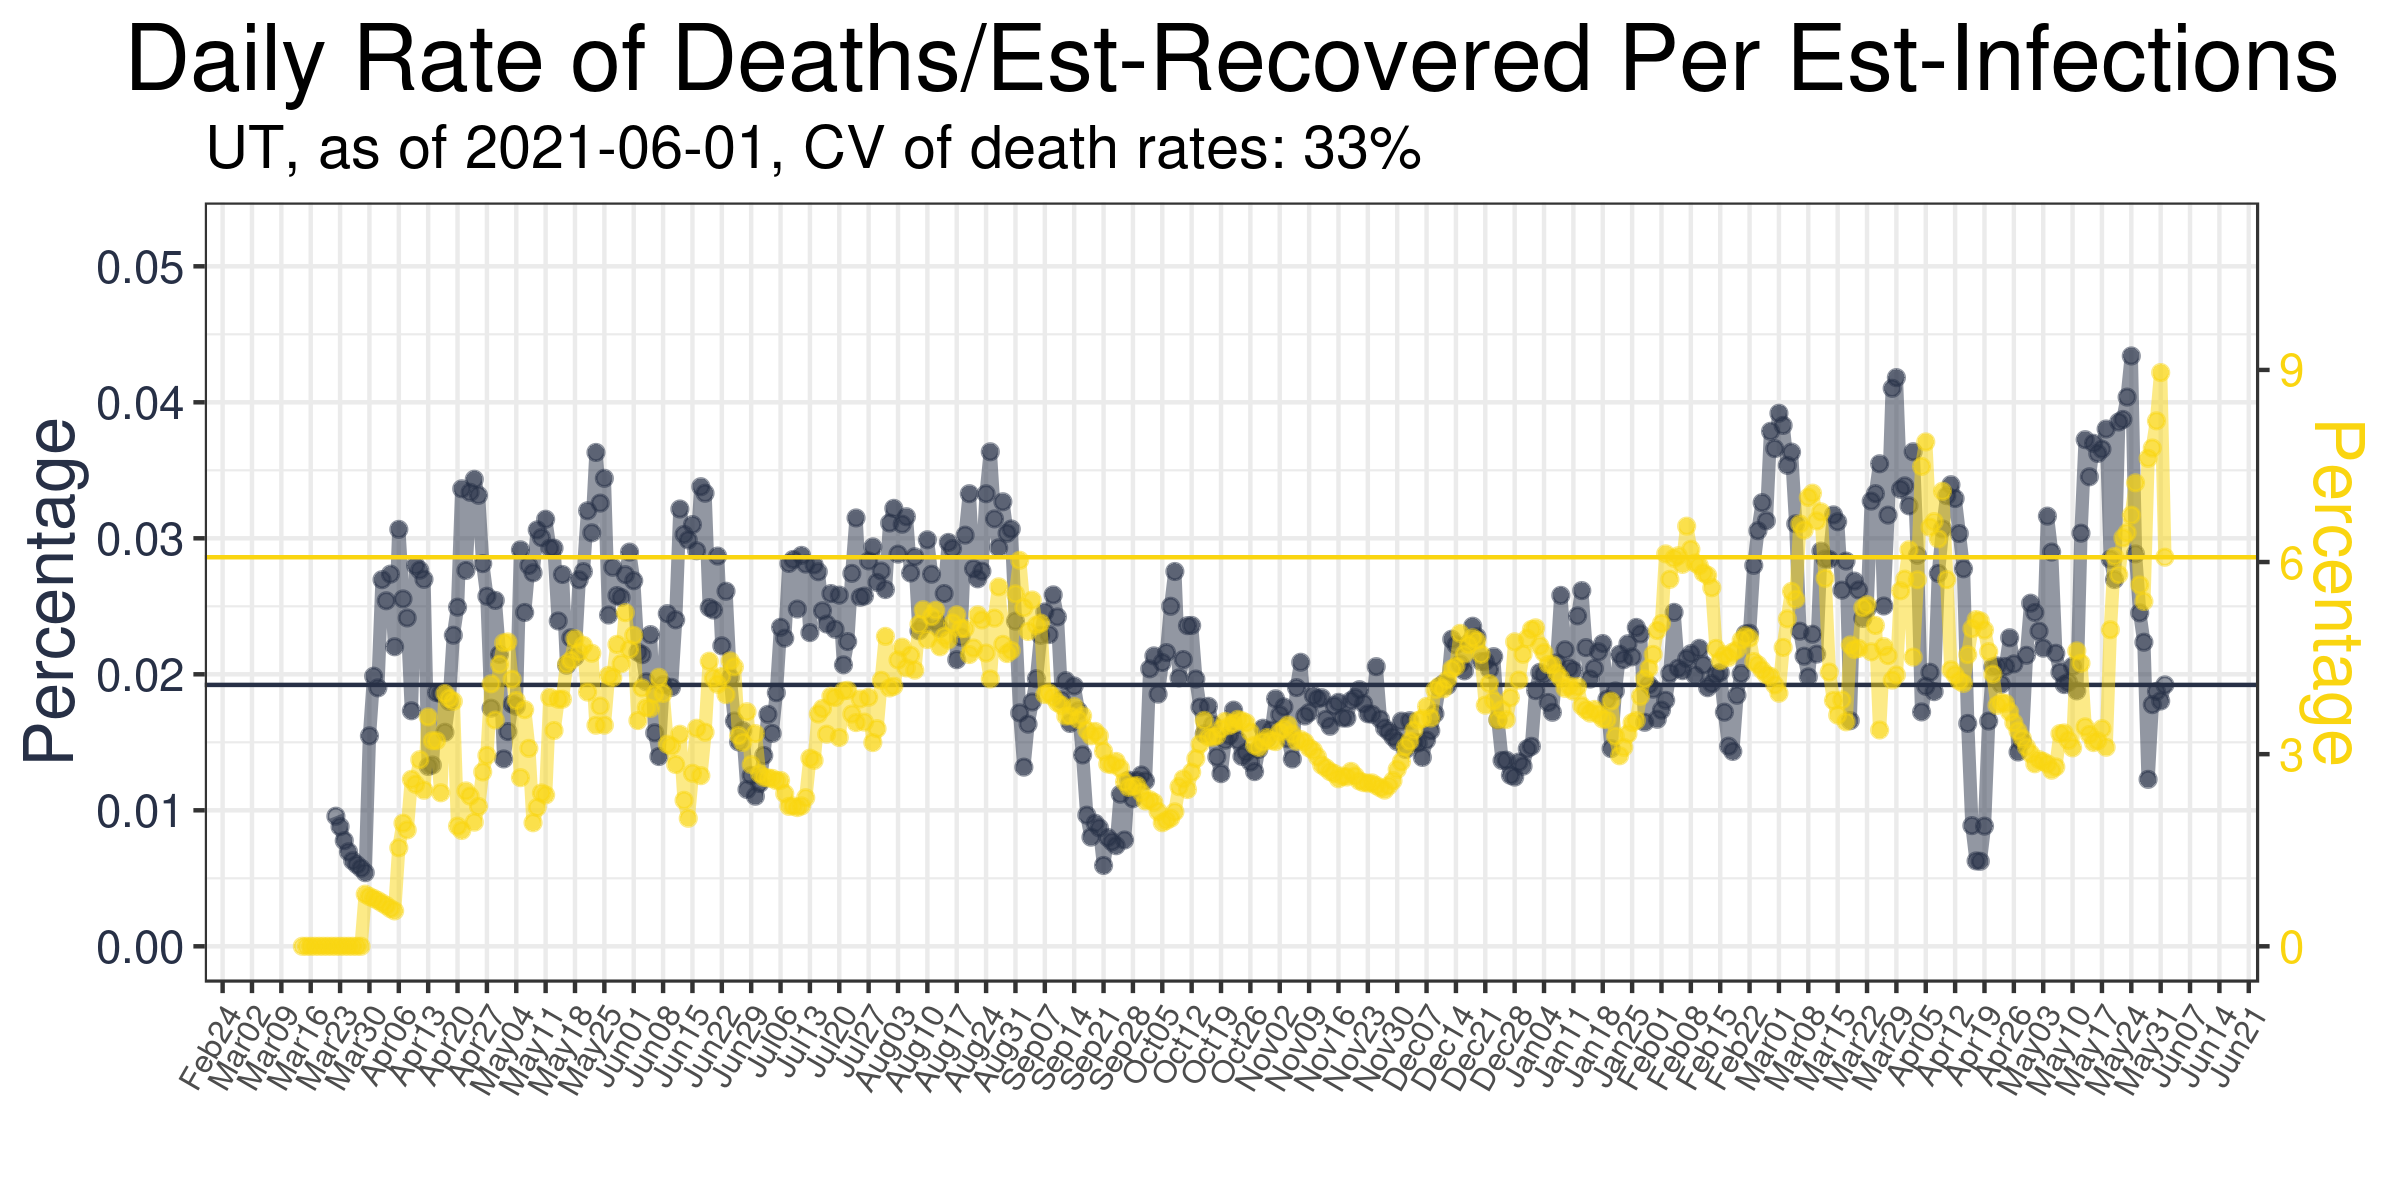 Daily Rate of Deaths/Est-Recovered Per Est-Infections
UT, as of 2021-06-01, CV of death rates: 33%
Percentage
0.05
0.04
0.03
0.02
0.01
0.00
9
6
3
0
Percentage
Feb24
Mar02
Mar09
Mar16
Mar23
Mar30
Apr06
Apr13
Apr20
Apr27
May04
May11
May18
May25
Jun01
Jun08
Jun15
Jun22
Jun29
Jul06
Jul13
Jul20
Jul27
Aug03
Aug10
Aug17
Aug24
Aug31
Sep07
Sep14
Sep21
Sep28
Oct05
Oct12
Oct19
Oct26
Nov02
Nov09
Nov16
Nov23
Nov30
Dec07
Dec14
Dec21
Dec28
Jan04
Jan11
Jan18
Jan25
Feb01
Feb08
Feb15
Feb22
Mar01
Mar08
Mar15
Mar22
Mar29
Apr05
Apr12
Apr19
Apr26
May03
May10
May17
May24
May31
Jun07
Jun14
Jun21